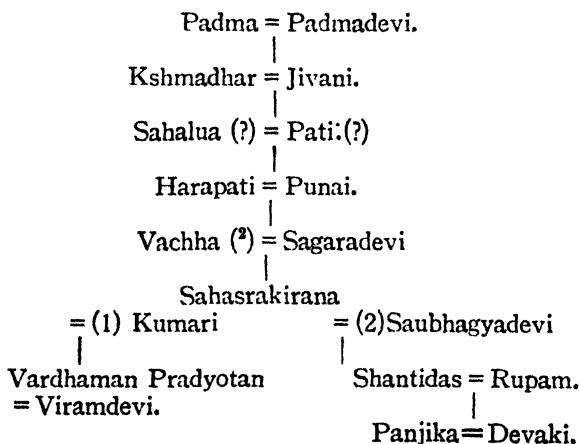 Padma = Padmadevi.
Kshmadhar = Jivani.
Sahalua (?) = Pati:(?)
Harapati = Punai.
Vachha (²) = Sagaradevi
Sahasrakirana
= (1) Kumari = (2)Saubhagyadevi
Vardhaman Pradyotan Shantidas = Rupam.
= Viramdevi.
Panjika = Devaki.